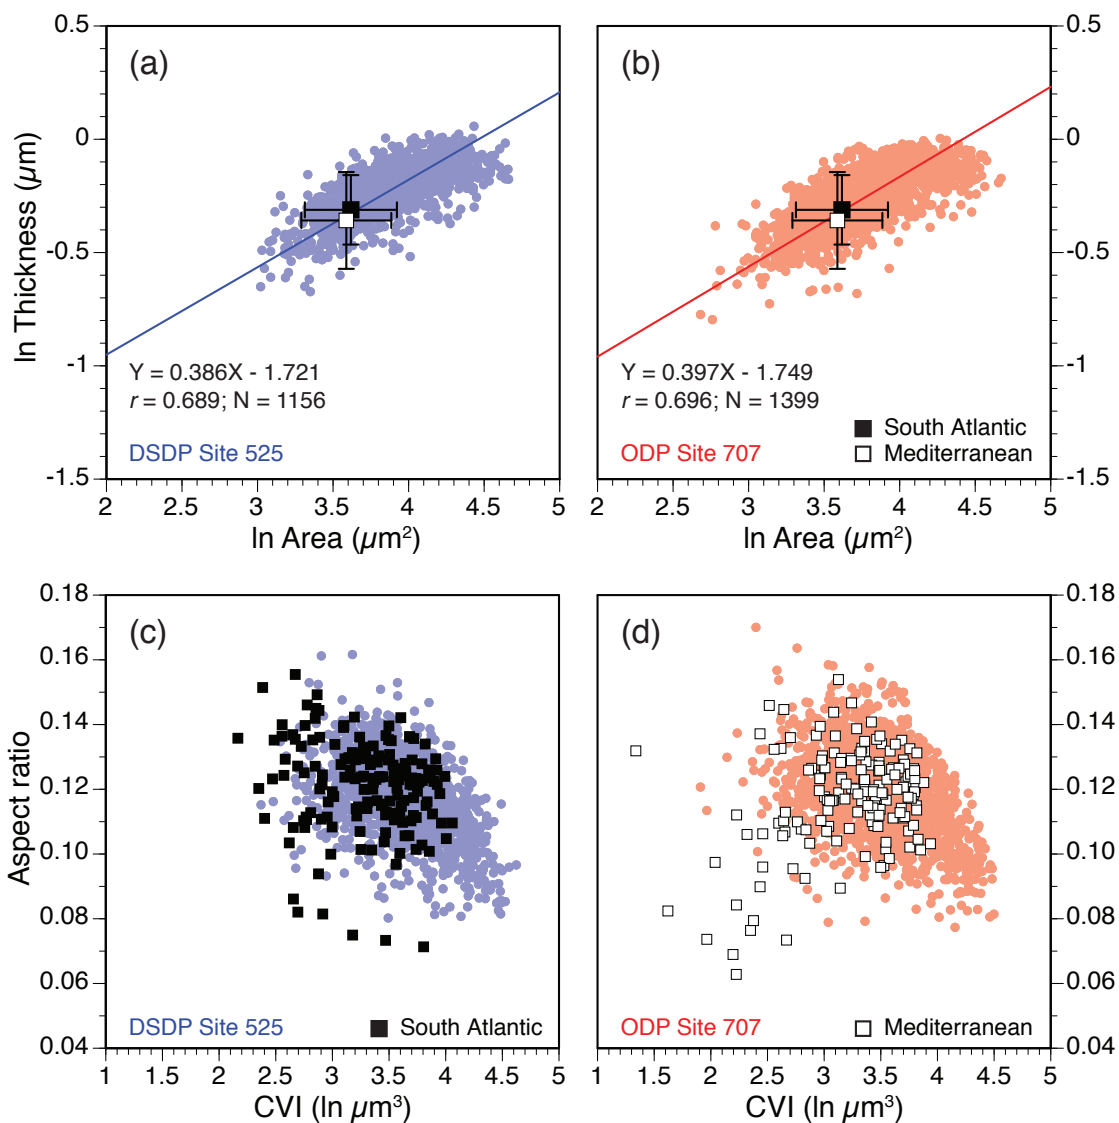 0.5
0
-0.5
-1
-1.5
ln Thickness (µm)
(a)
Y = 0.386X - 1.721
r = 0.689; N = 1156
DSDP Site 525
2 2.5 3 3.5 4 4.5 5
ln Area (µm²)
(b)
Y = 0.397X - 1.749
r = 0.696; N = 1399
South Atlantic
ODP Site 707
Mediterranean
0.5
0
-0.5
-1
-1.5
2 2.5 3 3.5 4 4.5 5
ln Area (µm²)
0.18
0.16
0.14
0.12
0.10
0.08
0.06
0.04
Aspect ratio
(c)
DSDP Site 525
South Atlantic
1 1.5 2 2.5 3 3.5 4 4.5 5
CVI (ln µm³)
(d)
ODP Site 707
Mediterranean
0.18
0.16
0.14
0.12
0.10
0.08
0.06
0.04
1 1.5 2 2.5 3 3.5 4 4.5 5
CVI (ln µm³)